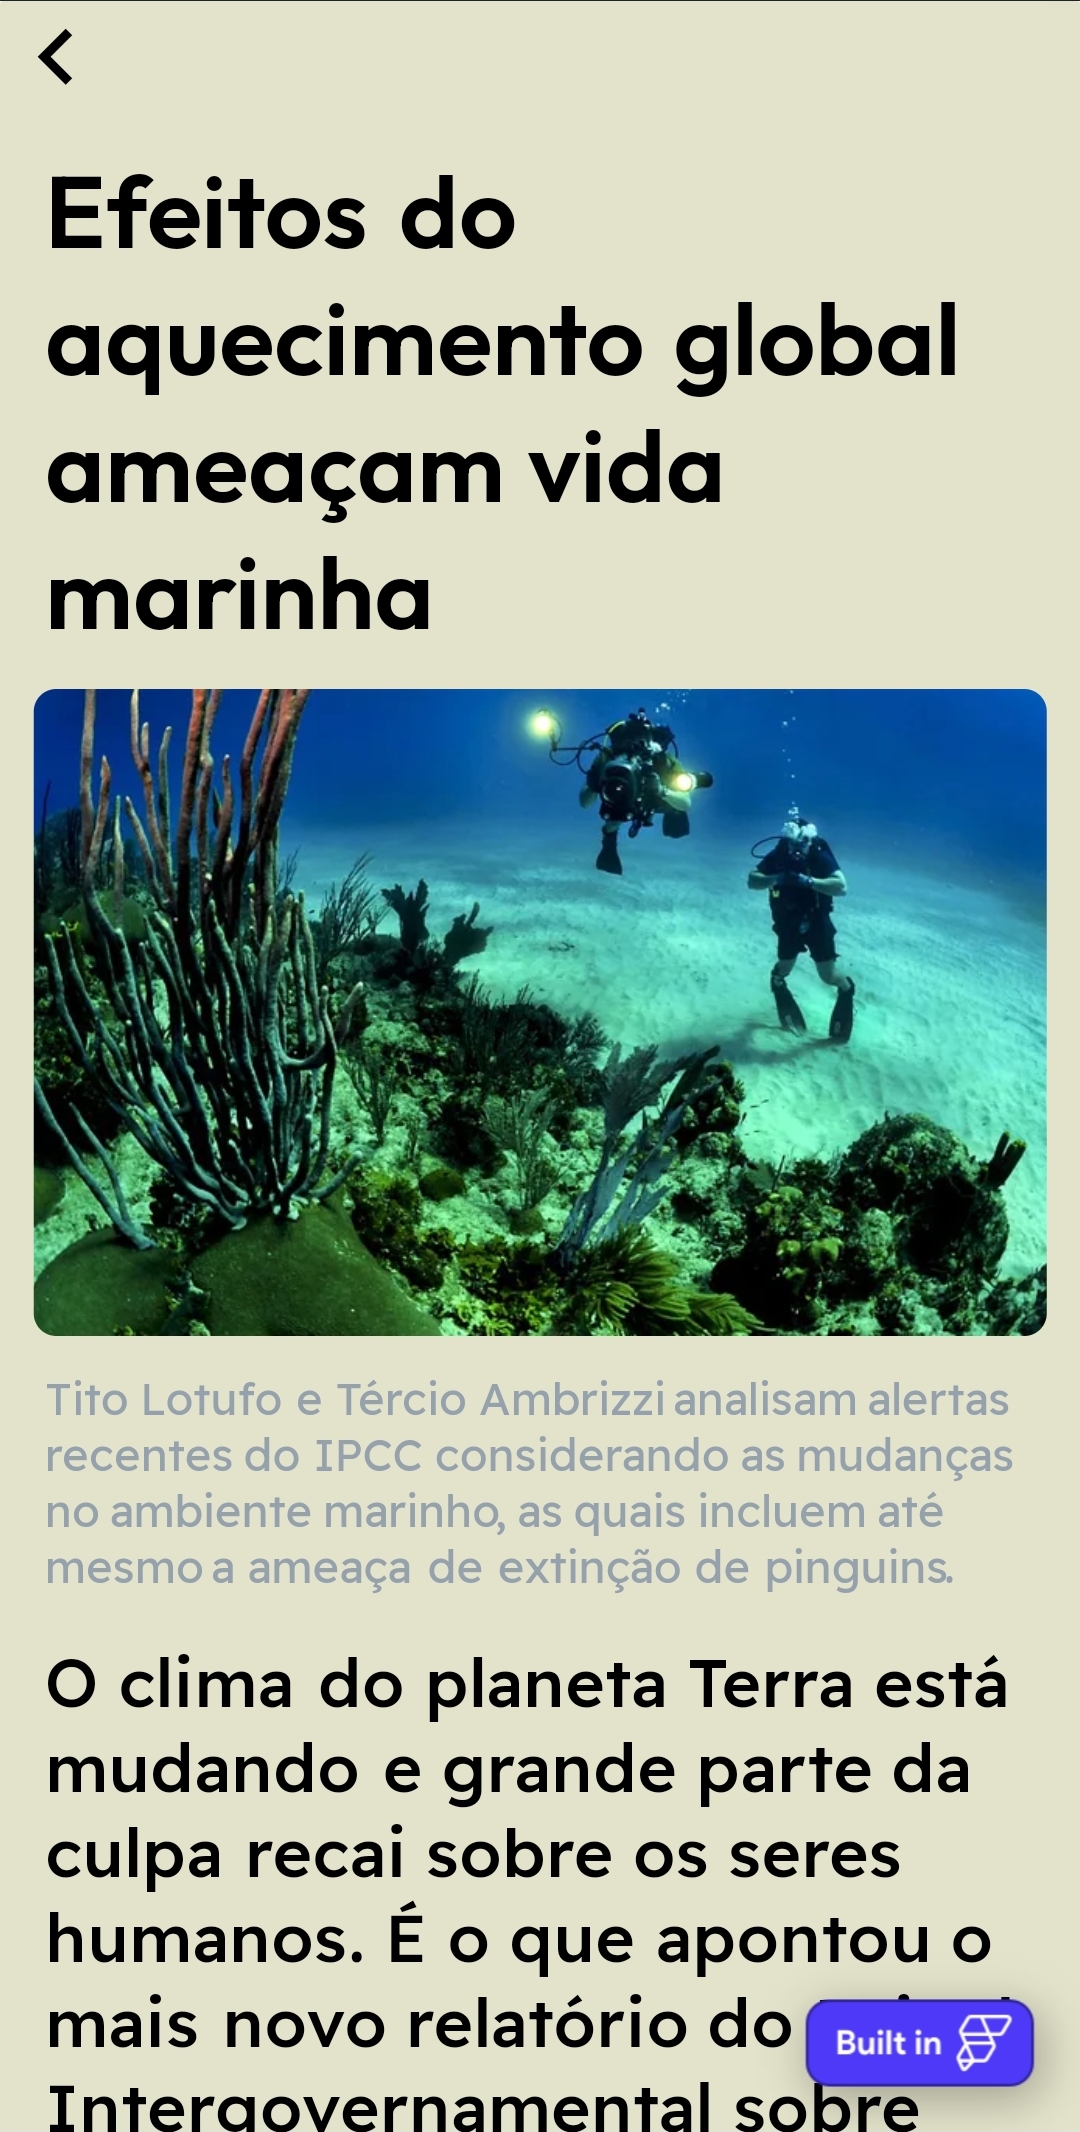 Efeitos do
aquecimento global
ameaçam vida
marinha
Tito Lotufo e Tércio Ambrizzi analisam alertas
recentes do IPCC considerando as mudanças
no ambiente marinho, as quais incluem até
mesmo a ameaça de extinção de pinguins.
O clima do planeta Terra está
mudando e grande parte da
culpa recai sobre os seres
humanos. É o que apontou o
mais novo relatório do
Built in
Intergovernamental sobre